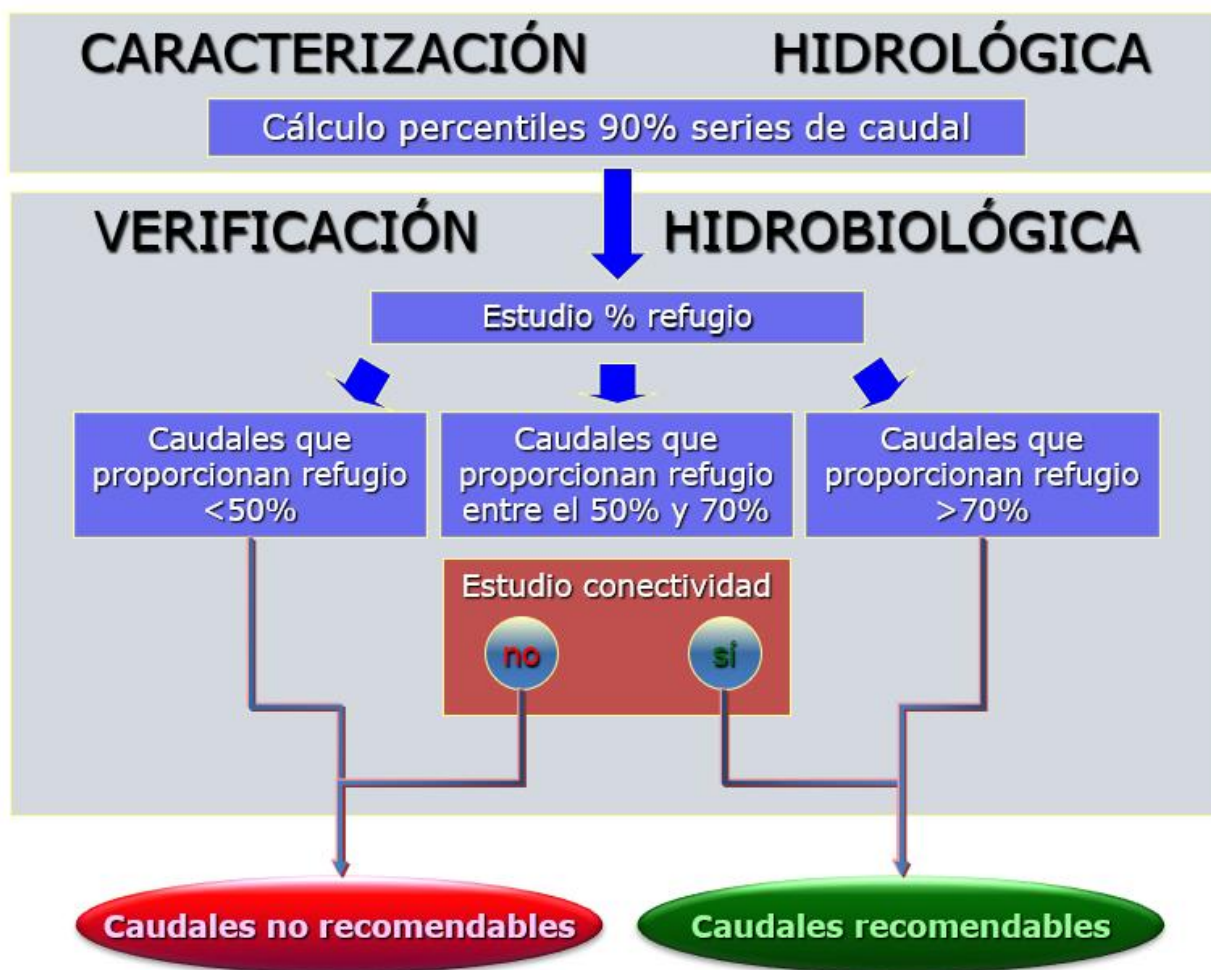 CARACTERIZACIÓN HIDROLÓGICA
Cálculo percentiles 90% series de caudal
VERIFICACIÓN HIDROBIOLÓGICA
Estudio % refugio
Caudales que
proporcionan refugio
<50%
Caudales que
proporcionan refugio
entre el 50% y 70%
Caudales que
proporcionan refugio
>70%
Estudio conectividad
no
sí
Caudales no recomendables
Caudales recomendables